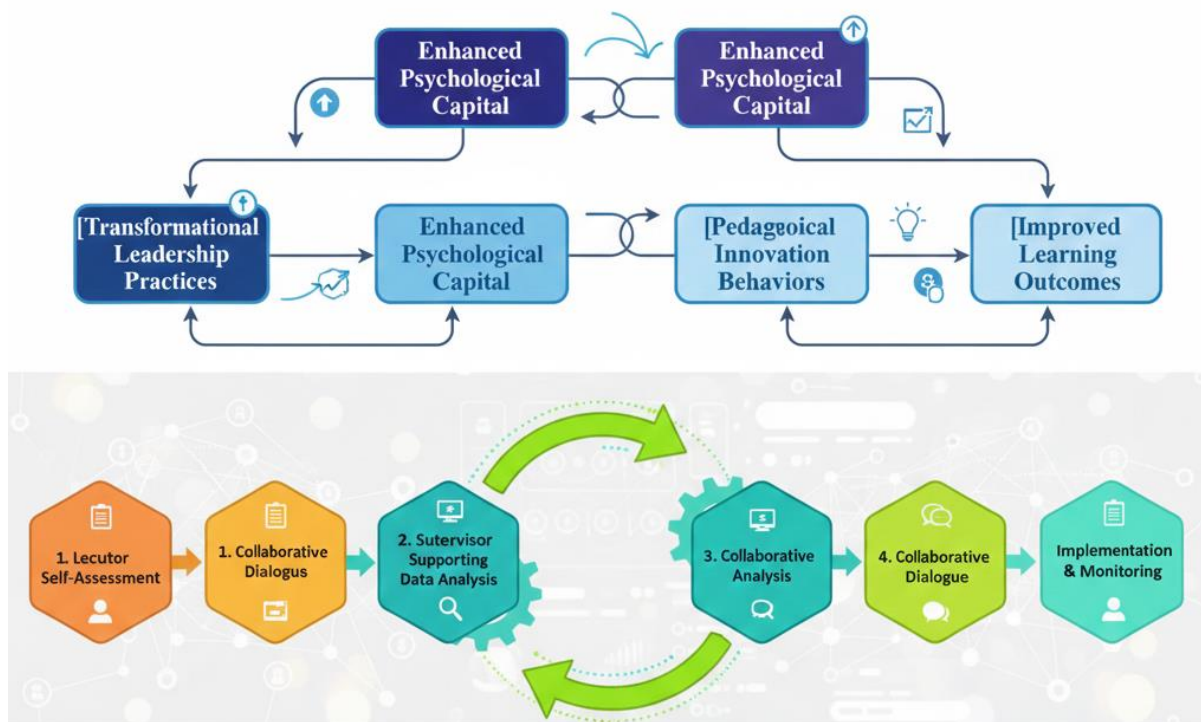 Enhanced
Psychological
Capital
Enhanced
Psychological
Capital
[Transformational
Leadership
Practices
Enhanced
Psychological
Capital
[Pedagɐoical
Innovation
Behaviors
[Improved
Learning
Outcomes
1. Lecutor
Self-Assessment
1. Collaborative
Dialogus
2. Sutervisor
Supporting
Data Analysis
3. Collaborative
Analysis
4. Collaborative
Dialogue
Implementation
& Monitoring